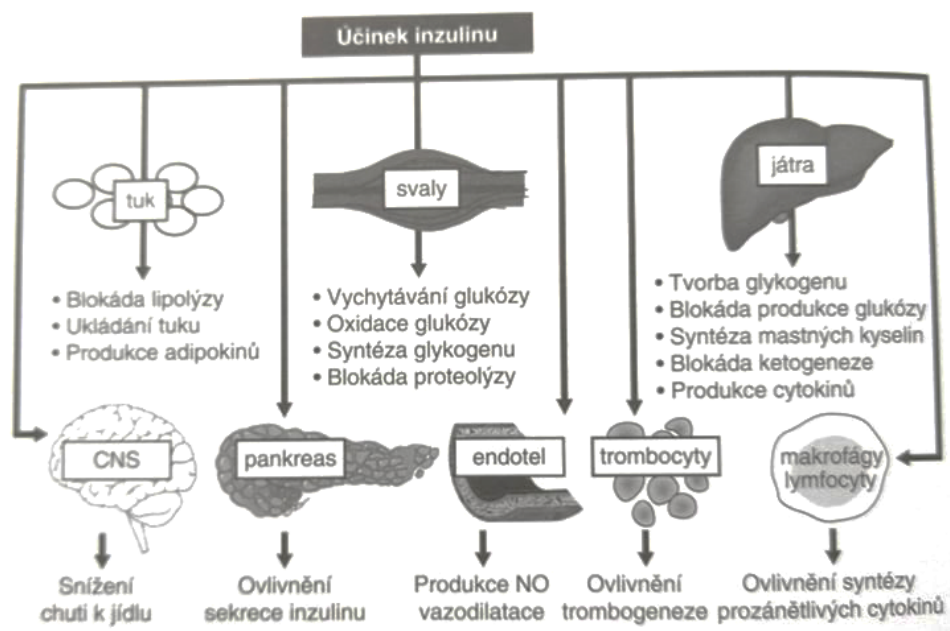 Účinek inzulinu
tuk
• Blokáda lipolýzy
• Ukládání tuku
• Produkce adipokinů
svaly
• Vychytávání glukózy
• Oxidace glukózy
• Syntéza glykogenu
• Blokáda proteolýzy
játra
• Tvorba glykogenu
• Blokáda produkce glukózy
• Syntéza mastných kyselin
• Blokáda ketogeneze
• Produkce cytokinů
CNS
Snížení
chuti k jídlu
pankreas
Ovlivnění
sekrece inzulinu
endotel
Produkce NO
vazodilatace
trombocyty
Ovlivnění
trombogeneze
makrofágy
lymfocyty
Ovlivnění syntézy
prozánětlivých cytokinů